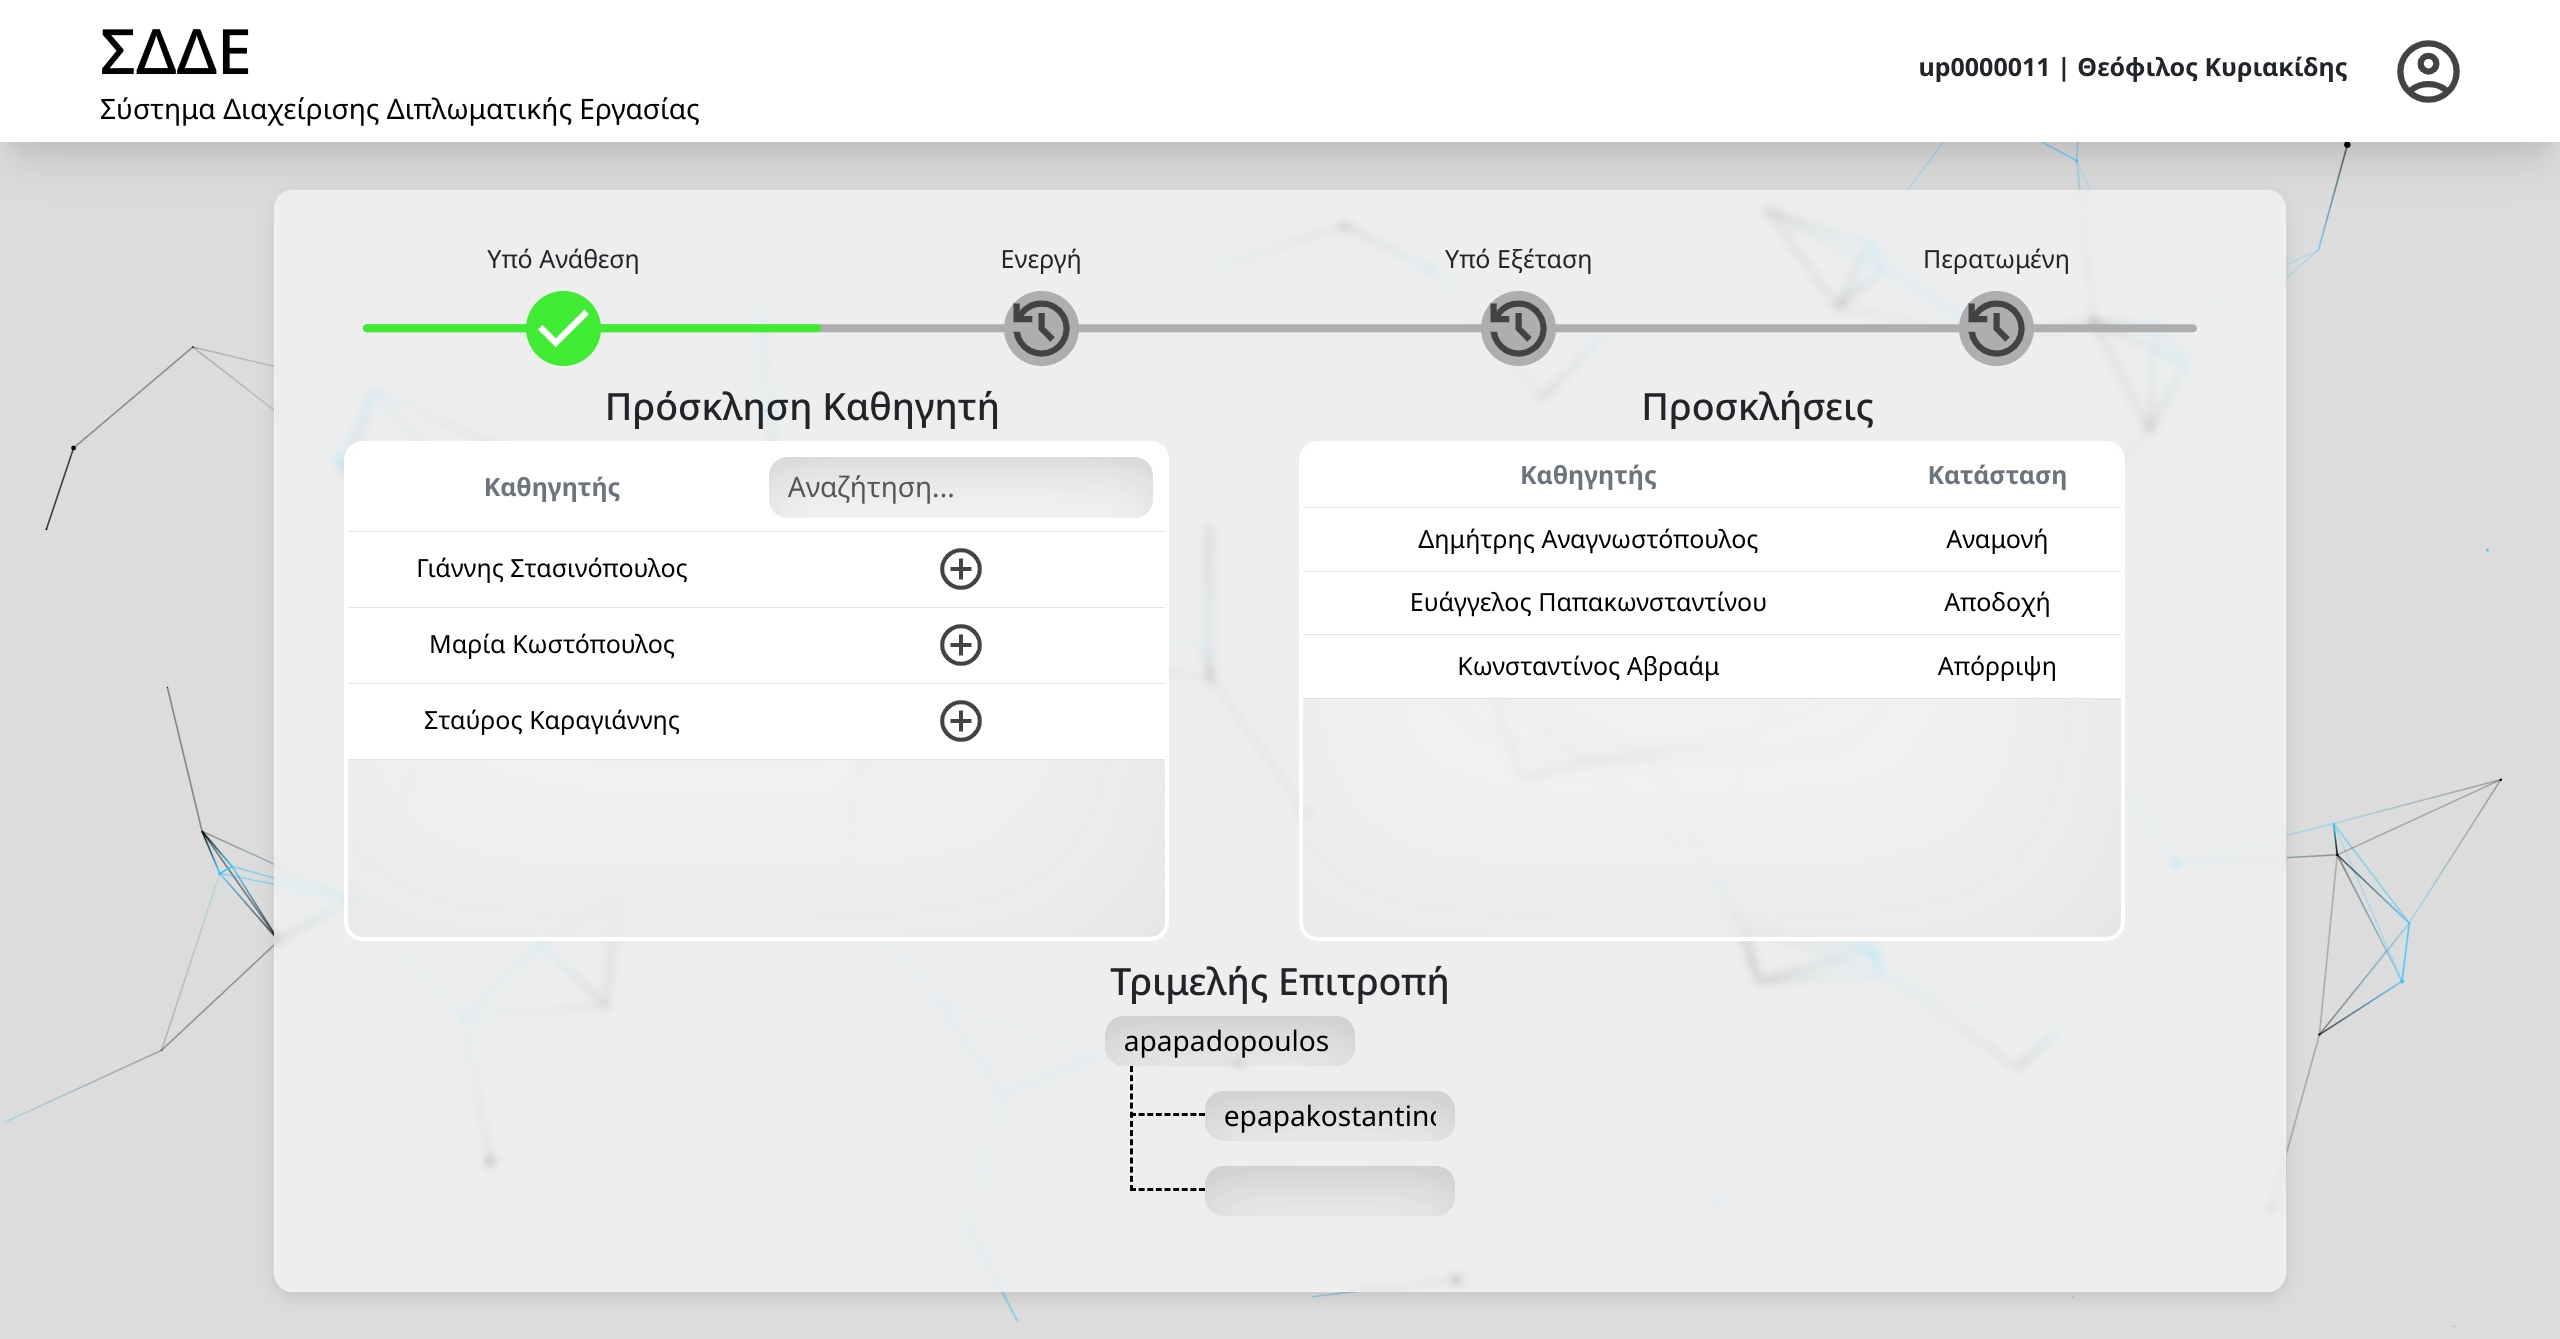 ΣΔΔΕ
Σύστημα Διαχείρισης Διπλωματικής Εργασίας
up0000011 | Θεόφιλος Κυριακίδης
Υπό Ανάθεση
Ενεργή
Υπό Εξέταση
Περατωμένη
Πρόσκληση Καθηγητή
Καθηγητής
Αναζήτηση...
Γιάννης Στασινόπουλος
Μαρία Κωστόπουλος
Σταύρος Καραγιάννης
Προσκλήσεις
Καθηγητής Κατάσταση
Δημήτρης Αναγνωστόπουλος Αναμονή
Ευάγγελος Παπακωνσταντίνου Αποδοχή
Κωνσταντίνος Αβραάμ Απόρριψη
Τριμελής Επιτροπή
apapadopoulos
epapakostantino